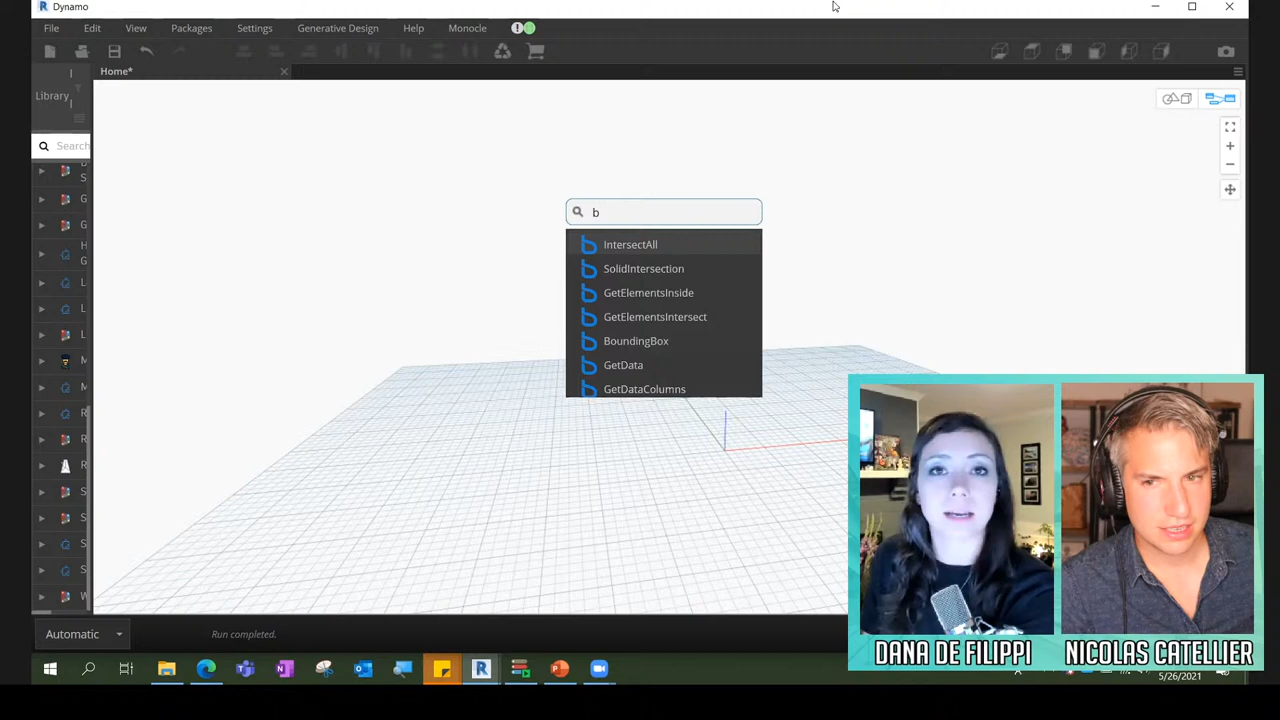 Dynamo
File Edit View Packages Settings Generative Design Help Monocle
Home*
Library
Search
b
IntersectAll
SolidIntersection
GetElementsInside
GetElementsIntersect
BoundingBox
GetData
GetDataColumns
S
G
G
H
G
L
L
L
M
M
R
R
R
S
S
S
S
Automatic
Run completed.
DANA DE FILIPPI
NICOLAS CATELLIER
5/26/2021